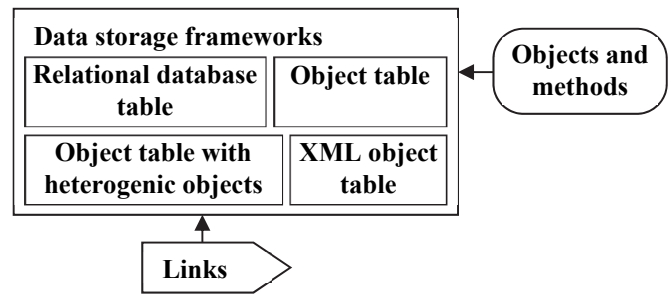 Data storage frameworks
Relational database
table
Object table
Object table with
heterogenic objects
XML object
table
Objects and
methods
Links